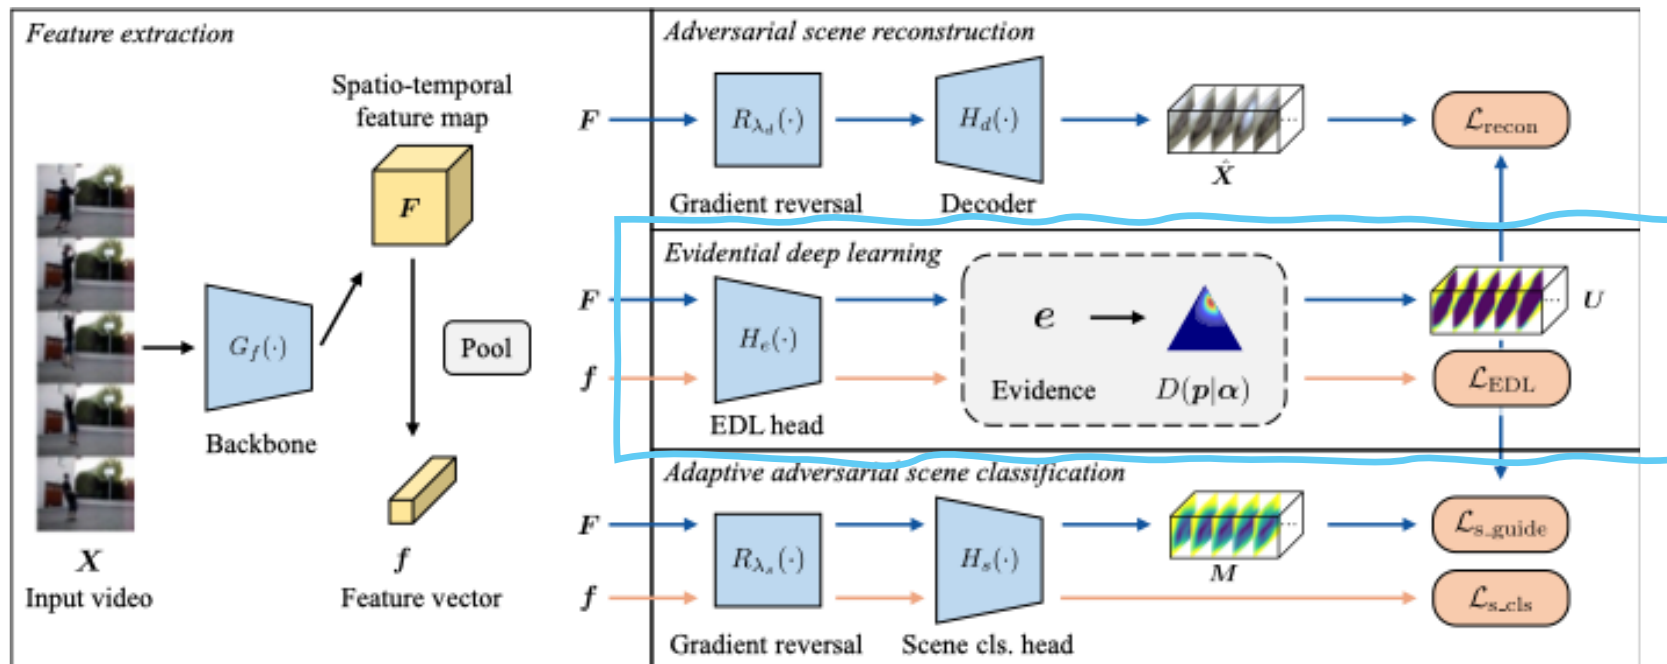 Feature extraction
Spatio-temporal
feature map
F
G_f(·)
Pool
Backbone
X
Input video
f
Feature vector
Adversarial scene reconstruction
F
R_{λ_d}(·)
H_d(·)
X̂
...
L_recon
Gradient reversal
Decoder
Evidential deep learning
F
f
H_e(·)
EDL head
e
Evidence
D(p|α)
...
U
L_EDL
Adaptive adversarial scene classification
F
f
R_{λ_s}(·)
H_s(·)
...
M
L_s_guide
L_s_cls
Gradient reversal
Scene cls. head